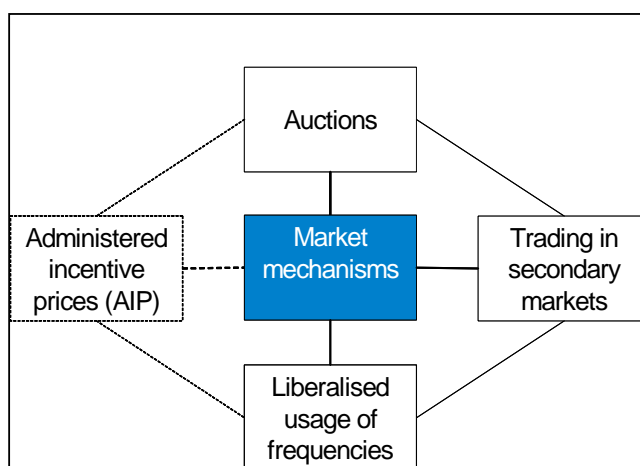 Auctions
Administered
incentive
prices (AIP)
Market
mechanisms
Trading in
secondary
markets
Liberalised
usage of
frequencies